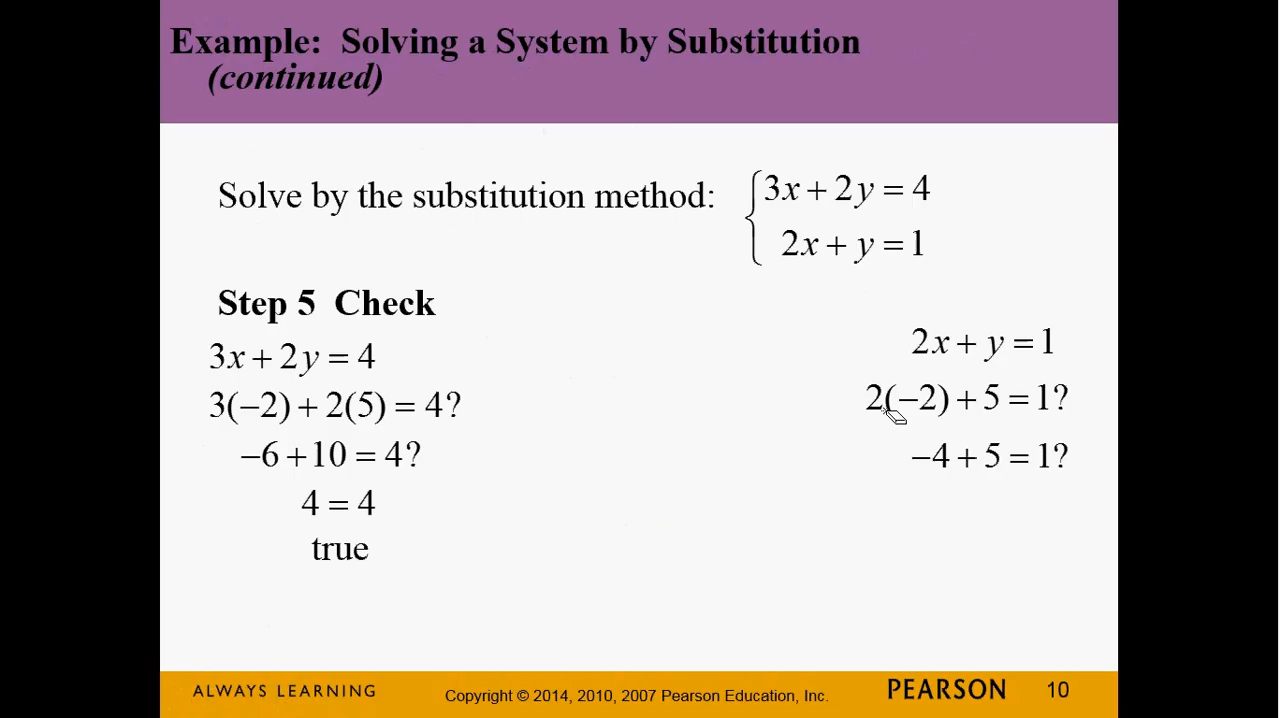 Example: Solving a System by Substitution
(continued)
Solve by the substitution method:
3x + 2y = 4
2x + y = 1
Step 5 Check
3x + 2y = 4
3(−2) + 2(5) = 4?
−6 + 10 = 4?
4 = 4
true
2x + y = 1
2(−2) + 5 = 1?
−4 + 5 = 1?
ALWAYS LEARNING
Copyright © 2014, 2010, 2007 Pearson Education, Inc.
PEARSON
10